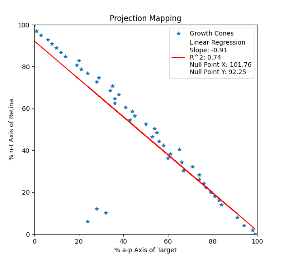 Projection Mapping
Growth Cones
Linear Regression
Slope: -0.91
R^2: 0.74
Null Point X: 101.76
Null Point Y: 92.25
% n-t Axis of Retina
100
80
60
40
20
0
0 20 40 60 80 100
% a-p Axis of Target